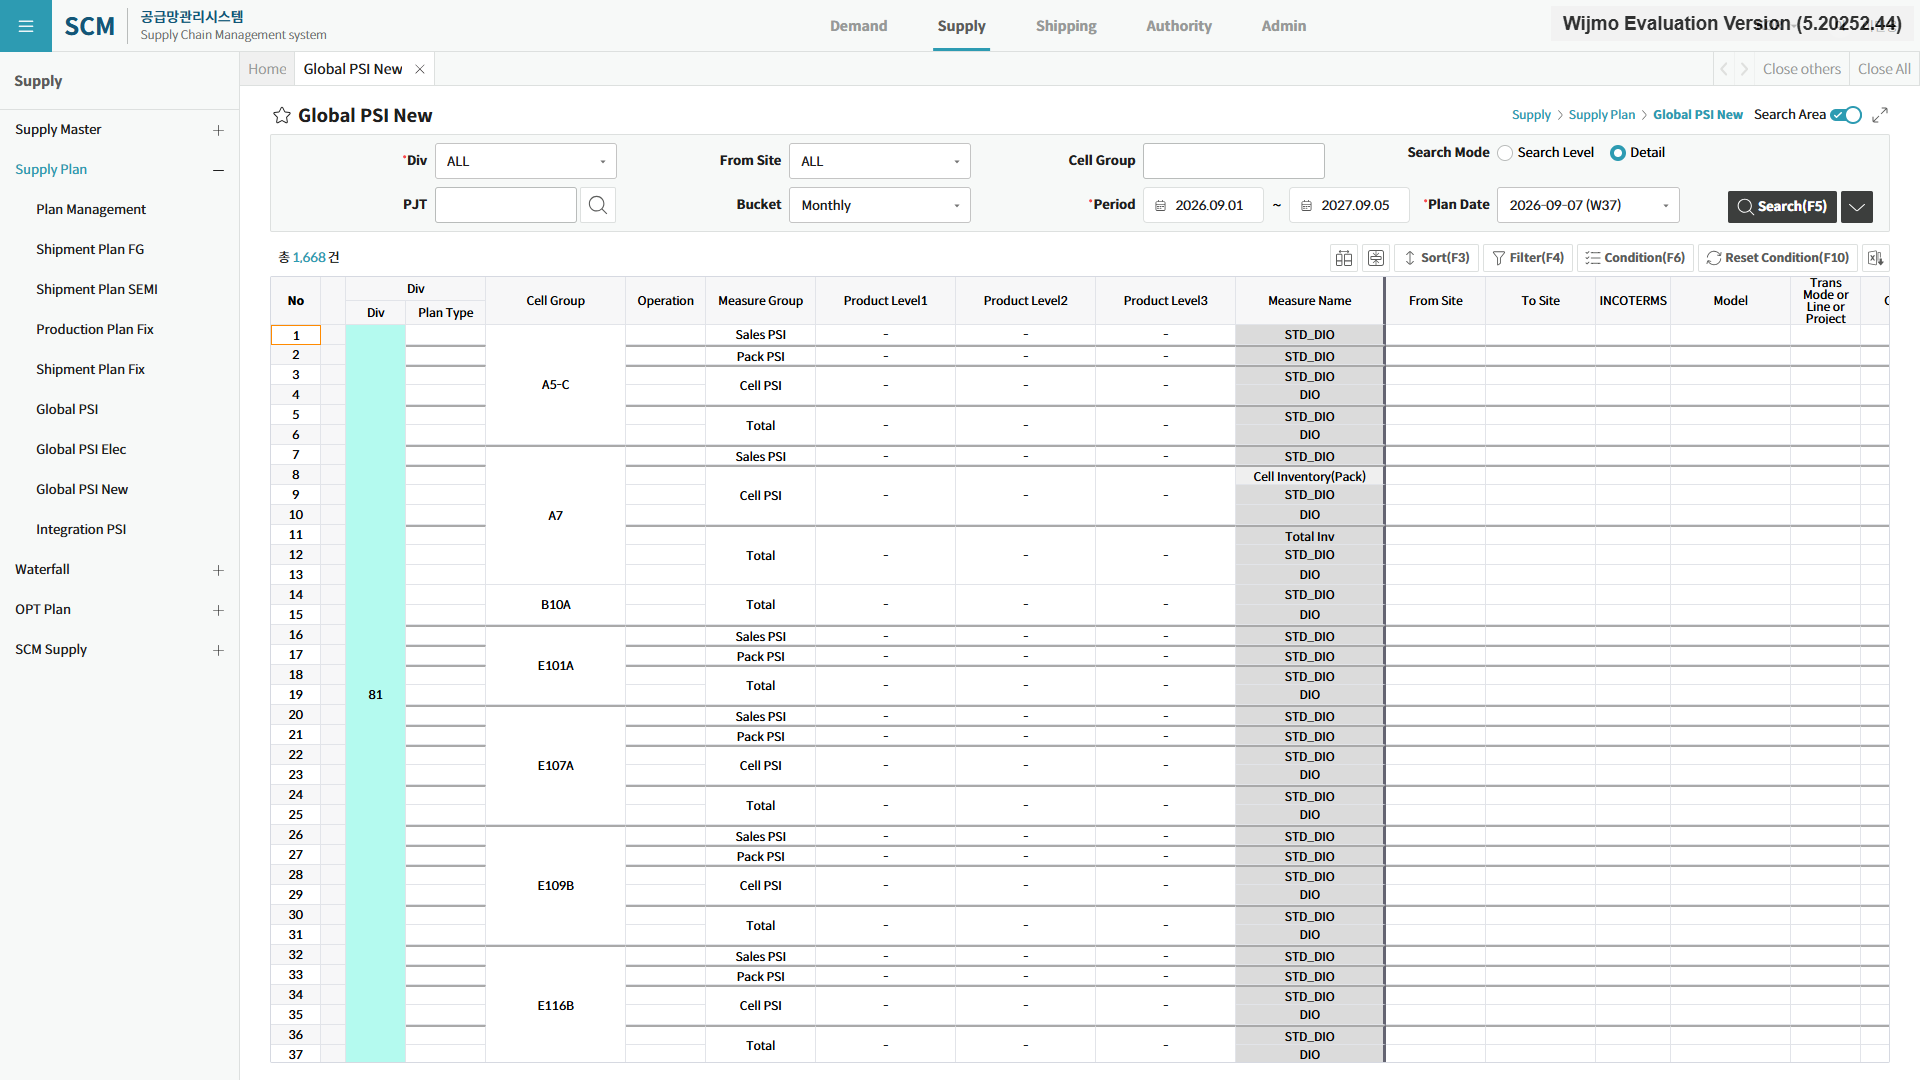 SCM
공급망관리시스템
Supply Chain Management system
Demand
Supply
Shipping
Authority
Admin
Wijmo Evaluation Version (5.20252.44)
Supply
Home
Global PSI New
Close others
Close All
Supply Master
Supply Plan
Plan Management
Shipment Plan FG
Shipment Plan SEMI
Production Plan Fix
Shipment Plan Fix
Global PSI
Global PSI Elec
Global PSI New
Integration PSI
Waterfall
OPT Plan
SCM Supply
Global PSI New
Supply > Supply Plan > Global PSI New
Search Area
*Div ALL
From Site ALL
Cell Group
Search Mode Search Level Detail
PJT
Bucket Monthly
*Period 2026.09.01 ~ 2027.09.05
*Plan Date 2026-09-07 (W37)
Search(F5)
총 1,668 건
Sort(F3)
Filter(F4)
Condition(F6)
Reset Condition(F10)
No
Div
Div
Plan Type
Cell Group
Operation
Measure Group
Product Level1
Product Level2
Product Level3
Measure Name
From Site
To Site
INCOTERMS
Model
Trans
Mode or
Line or
Project
81
1 A5-C Sales PSI - - - STD_DIO
2 Pack PSI - - - STD_DIO
3 Cell PSI - - - STD_DIO
4 DIO
5 Total - - - STD_DIO
6 DIO
7 A7 Sales PSI - - - STD_DIO
8 Cell PSI - - - Cell Inventory(Pack)
9 STD_DIO
10 DIO
11 Total - - - Total Inv
12 STD_DIO
13 DIO
14 B10A Total - - - STD_DIO
15 DIO
16 E101A Sales PSI - - - STD_DIO
17 Pack PSI - - - STD_DIO
18 Total - - - STD_DIO
19 DIO
20 E107A Sales PSI - - - STD_DIO
21 Pack PSI - - - STD_DIO
22 Cell PSI - - - STD_DIO
23 DIO
24 Total - - - STD_DIO
25 DIO
26 E109B Sales PSI - - - STD_DIO
27 Pack PSI - - - STD_DIO
28 Cell PSI - - - STD_DIO
29 DIO
30 Total - - - STD_DIO
31 DIO
32 E116B Sales PSI - - - STD_DIO
33 Pack PSI - - - STD_DIO
34 Cell PSI - - - STD_DIO
35 DIO
36 Total - - - STD_DIO
37 DIO